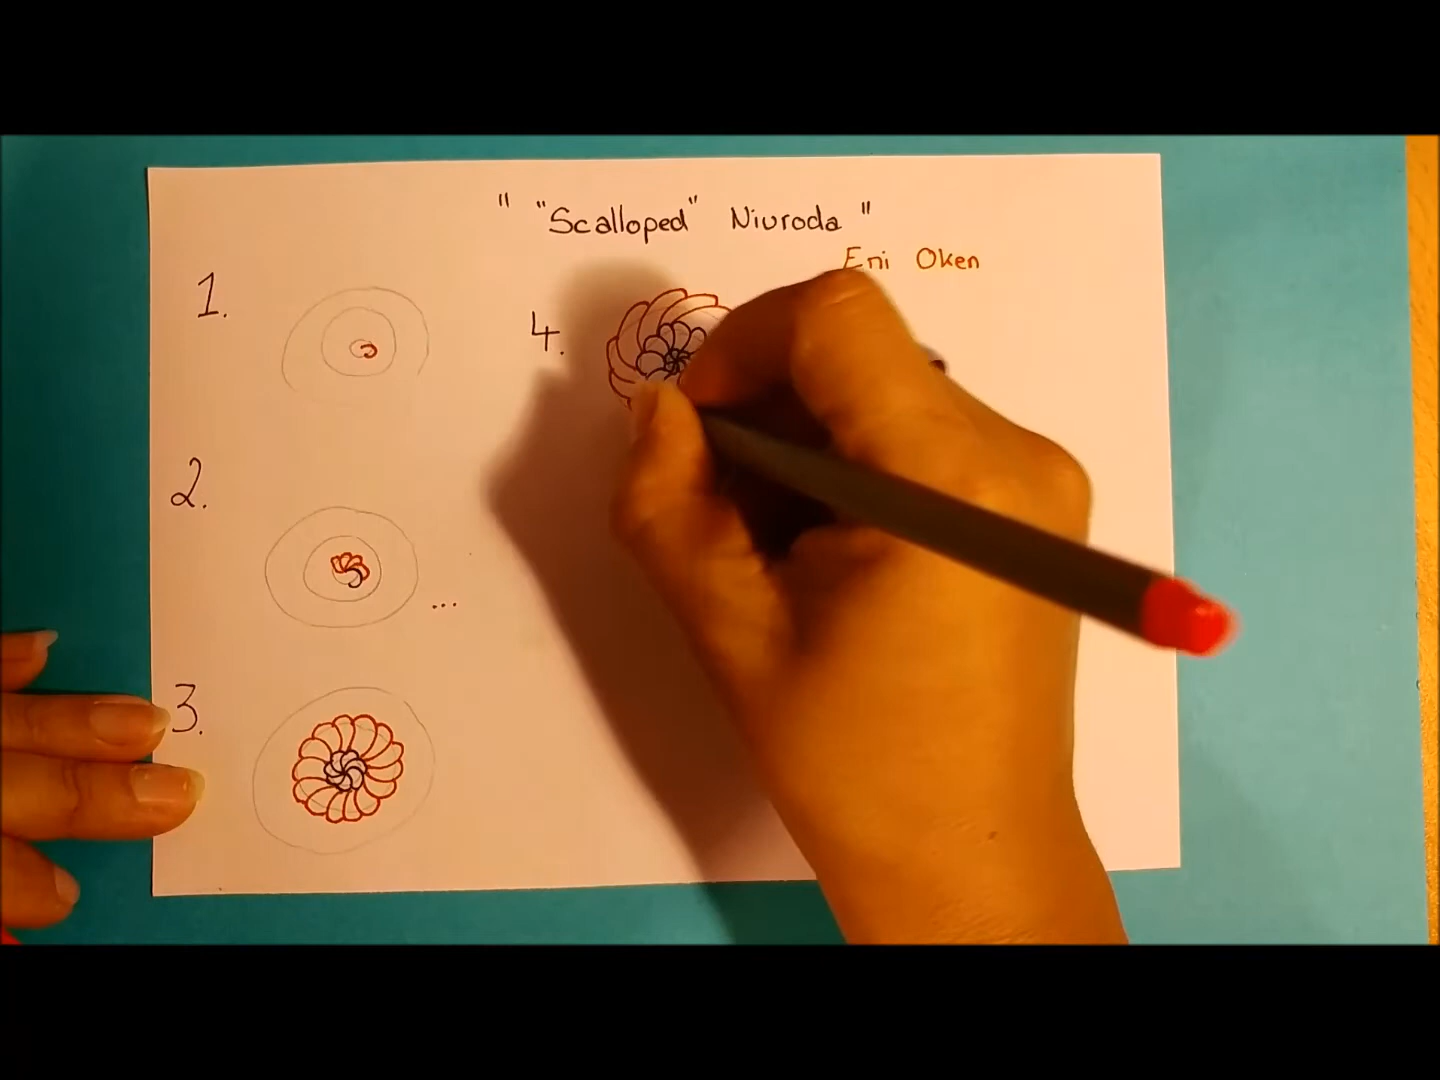 " "Scalloped" Niuroda "
Eni Oken
1.
4.
2.
...
3.